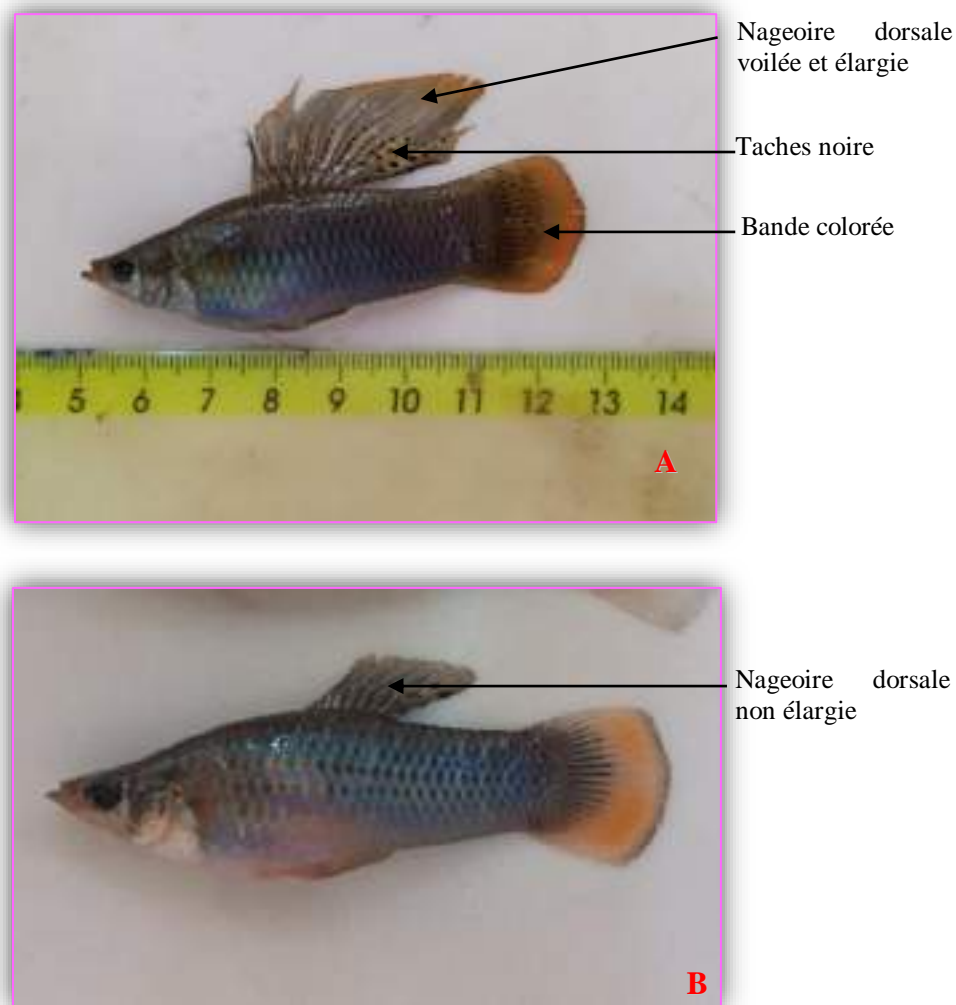 Nageoire dorsale
voilée et élargie
Taches noire
Bande colorée
5 6 7 8 9 10 11 12 13 14
A
Nageoire dorsale
non élargie
B